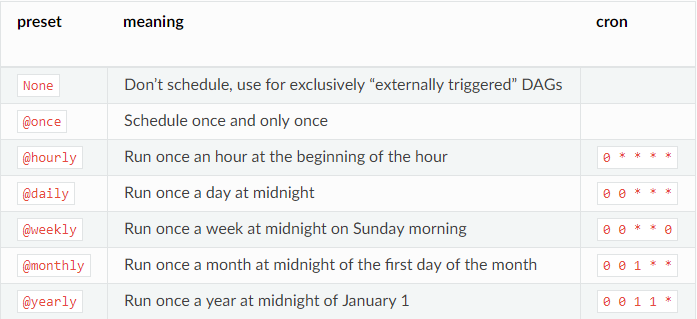 preset meaning cron
None Don’t schedule, use for exclusively “externally triggered” DAGs
@once Schedule once and only once
@hourly Run once an hour at the beginning of the hour 0 * * * *
@daily Run once a day at midnight 0 0 * * *
@weekly Run once a week at midnight on Sunday morning 0 0 * * 0
@monthly Run once a month at midnight of the first day of the month 0 0 1 * *
@yearly Run once a year at midnight of January 1 0 0 1 1 *